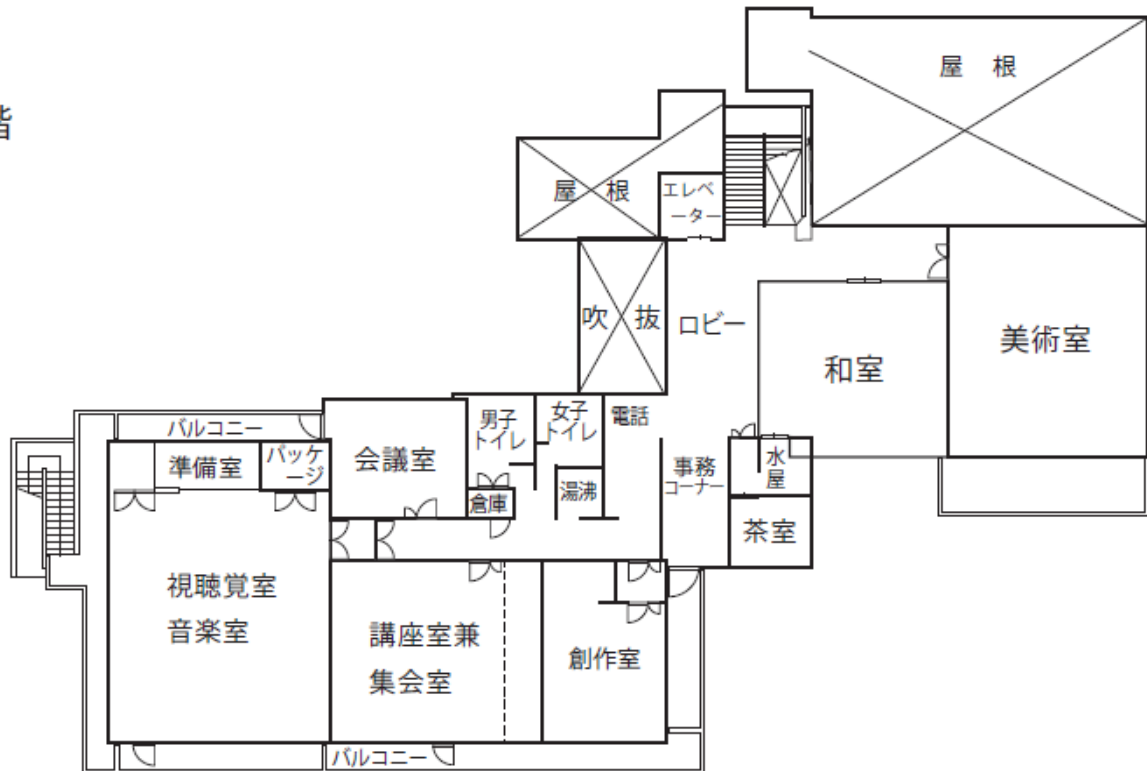 階
屋 根
屋 根
エレベ
ーター
吹 抜
ロビー
和室
美術室
男子
トイレ
女子
トイレ
電話
バルコニー
準備室
パッケ
ージ
会議室
倉庫
湯沸
事務
コーナー
水
屋
茶室
視聴覚室
音楽室
講座室兼
集会室
創作室
バルコニー